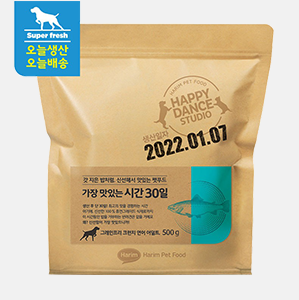 Super fresh
오늘생산
오늘배송
HARIM PET FOOD
HAPPY
DANCE
STUDIO
생산일자
2022.01.07
갓 지은 밥처럼, 신선해서 맛있는 펫푸드
가장 맛있는 시간 30일
그레인프리 크런치 연어 어덜트, 500 g
Harim
Harim Pet Food